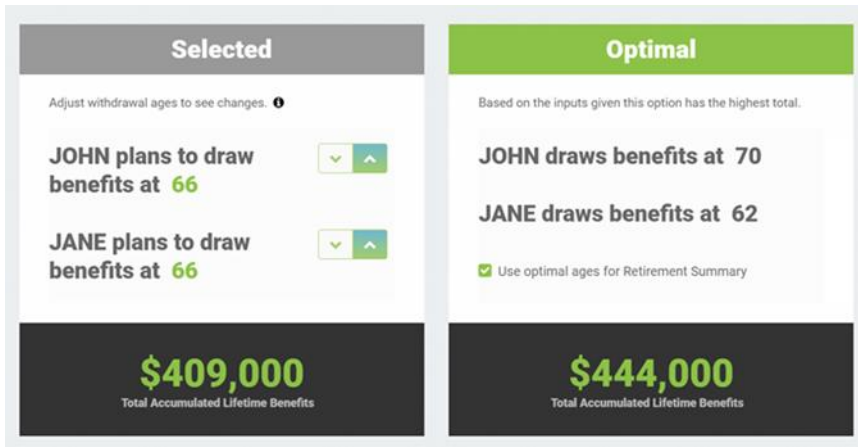 Selected
Adjust withdrawal ages to see changes.
JOHN plans to draw
benefits at 66
JANE plans to draw
benefits at 66
$409,000
Total Accumulated Lifetime Benefits
Optimal
Based on the inputs given this option has the highest total.
JOHN draws benefits at 70
JANE draws benefits at 62
Use optimal ages for Retirement Summary
$444,000
Total Accumulated Lifetime Benefits